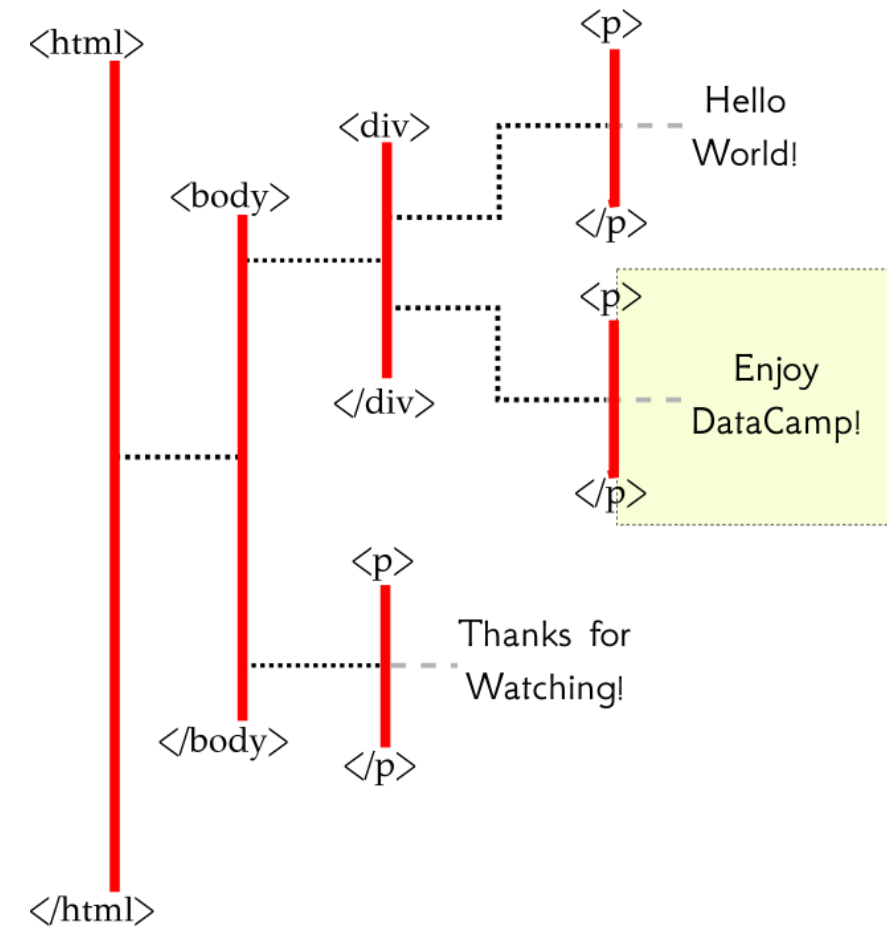 <html>
<body>
<div>
<p>
Hello
World!
</p>
<p>
Enjoy
DataCamp!
</p>
</div>
<p>
Thanks for
Watching!
</p>
</body>
</html>